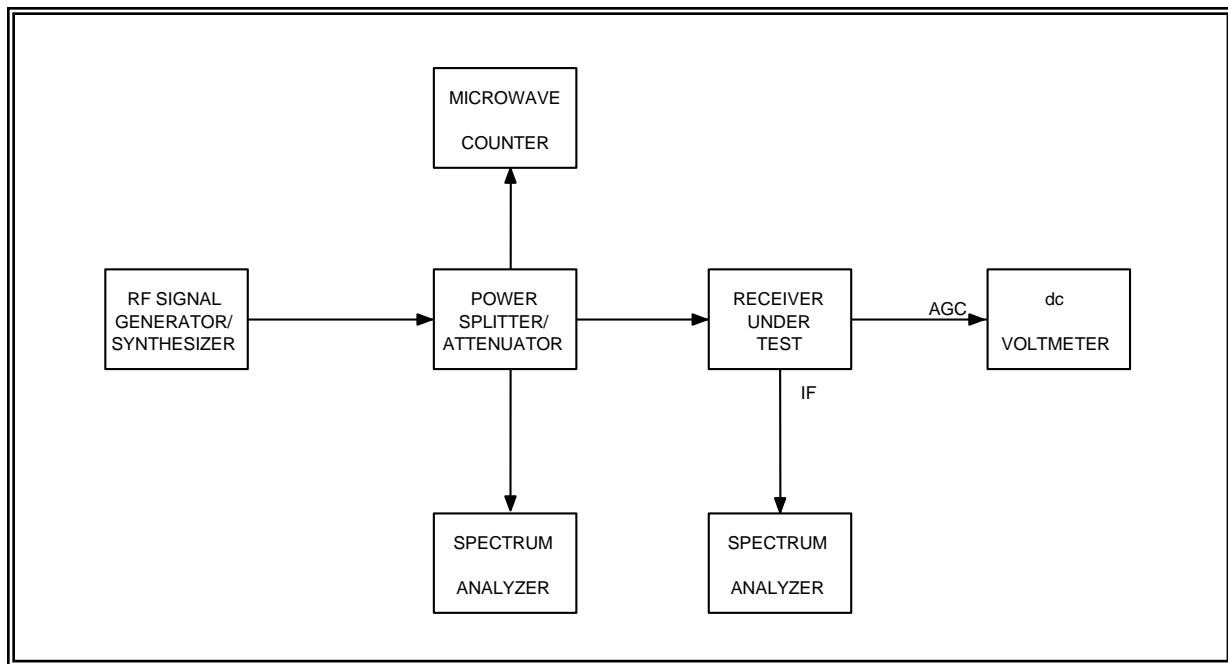 MICROWAVE
COUNTER
RF SIGNAL
GENERATOR/
SYNTHESIZER
POWER
SPLITTER/
ATTENUATOR
RECEIVER
UNDER
TEST
AGC
dc
VOLTMETER
IF
SPECTRUM
ANALYZER
SPECTRUM
ANALYZER